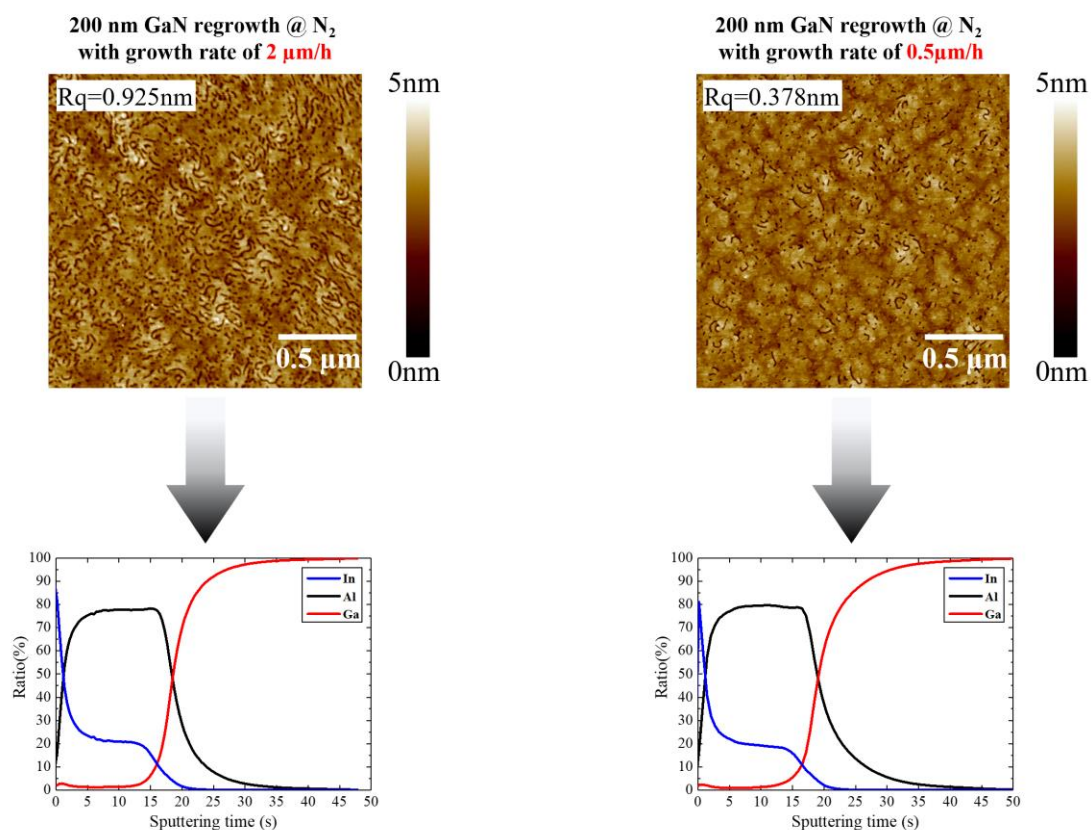 200 nm GaN regrowth @ N₂
with growth rate of 2 µm/h
Rq=0.925nm
5nm
0.5 µm
0nm
200 nm GaN regrowth @ N₂
with growth rate of 0.5µm/h
Rq=0.378nm
5nm
0.5 µm
0nm
Ratio(%)
100
90
80
70
60
50
40
30
20
10
0
In
Al
Ga
0 5 10 15 20 25 30 35 40 45 50
Sputtering time (s)
Ratio(%)
100
90
80
70
60
50
40
30
20
10
0
In
Al
Ga
0 5 10 15 20 25 30 35 40 45 50
Sputtering time (s)